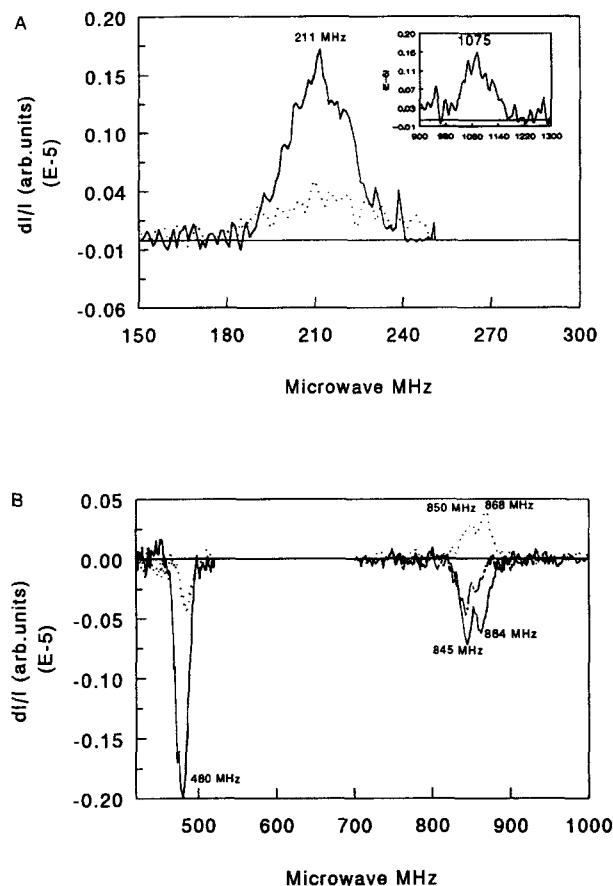 A
0.20
0.17
0.10
0.04
-0.01
-0.06
dI/I (arb.units)
(E-5)
211 MHz
150
180
210
240
270
300
Microwave MHz
0.20
0.15
0.11
0.07
0.03
-0.01
(E-5)
1075
900
980
1060
1140
1220
1300
B
0.05
0.00
-0.05
-0.10
-0.15
-0.20
dI/I (arb.units)
(E-5)
850 MHz
868 MHz
845 MHz
864 MHz
480 MHz
500
600
700
800
900
1000
Microwave MHz